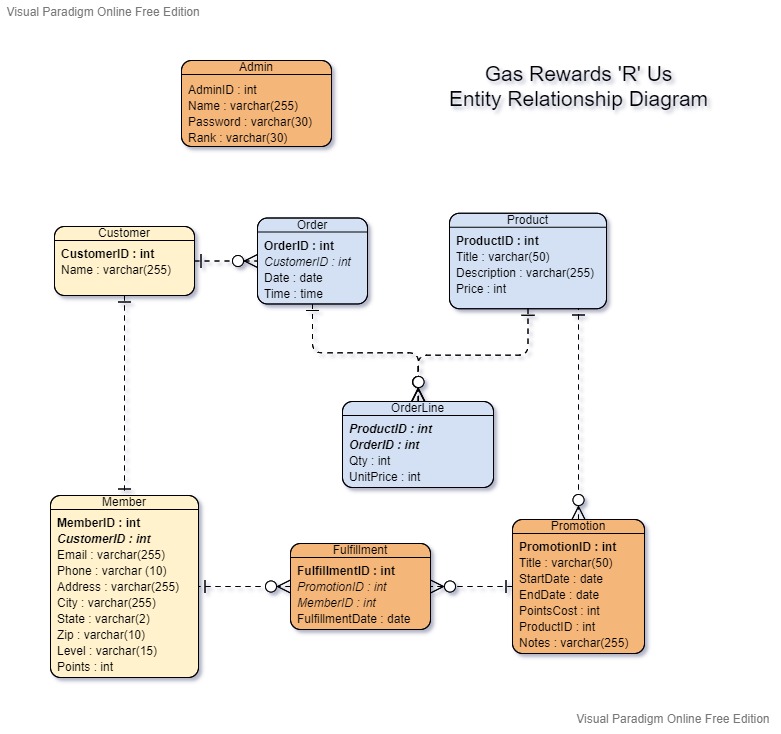 Visual Paradigm Online Free Edition
Gas Rewards 'R' Us
Entity Relationship Diagram
Admin
AdminID : int
Name : varchar(255)
Password : varchar(30)
Rank : varchar(30)
Customer
CustomerID : int
Name : varchar(255)
Order
OrderID : int
CustomerID : int
Date : date
Time : time
Product
ProductID : int
Title : varchar(50)
Description : varchar(255)
Price : int
OrderLine
ProductID : int
OrderID : int
Qty : int
UnitPrice : int
Member
MemberID : int
CustomerID : int
Email : varchar(255)
Phone : varchar (10)
Address : varchar(255)
City : varchar(255)
State : varchar(2)
Zip : varchar(10)
Level : varchar(15)
Points : int
Fulfillment
FulfillmentID : int
PromotionID : int
MemberID : int
FulfillmentDate : date
Promotion
PromotionID : int
Title : varchar(50)
StartDate : date
EndDate : date
PointsCost : int
ProductID : int
Notes : varchar(255)
Visual Paradigm Online Free Edition